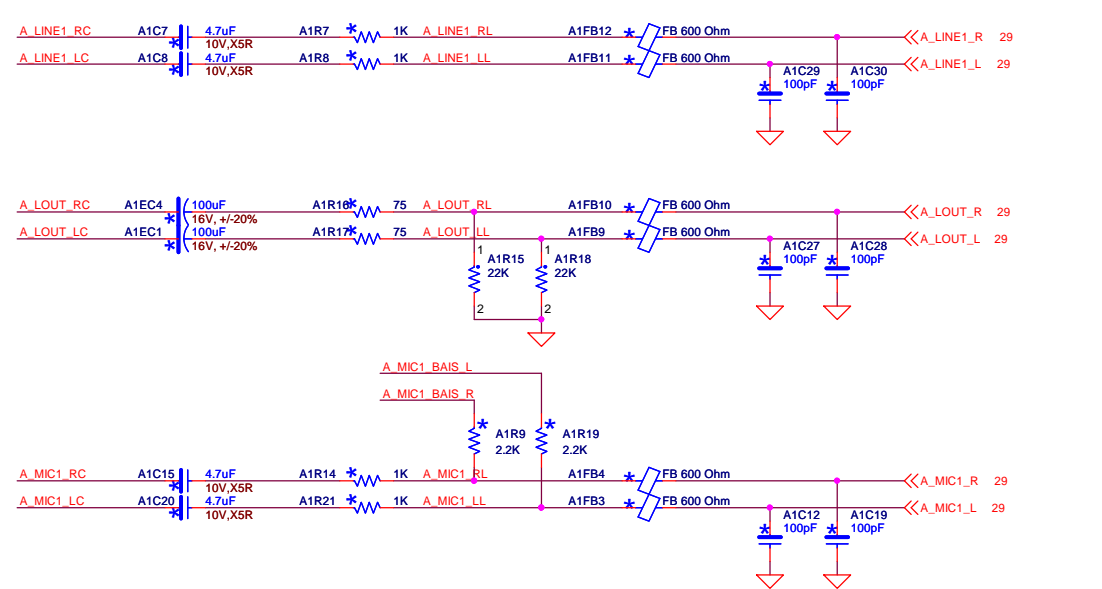 A_LINE1_RC A1C7 4.7uF A1R7 1K A_LINE1_RL A1FB12 FB 600 Ohm A_LINE1_R 29
10V,X5R
A_LINE1_LC A1C8 4.7uF A1R8 1K A_LINE1_LL A1FB11 FB 600 Ohm A_LINE1_L 29
10V,X5R
A1C29 A1C30
100pF 100pF
A_LOUT_RC A1EC4 100uF A1R16 75 A_LOUT_RL A1FB10 FB 600 Ohm A_LOUT_R 29
16V, +/-20%
A_LOUT_LC A1EC1 100uF A1R17 75 A_LOUT_LL A1FB9 FB 600 Ohm A_LOUT_L 29
16V, +/-20%
1 1
A1R15 A1R18 A1C27 A1C28
22K 22K 100pF 100pF
2 2
A_MIC1_BAIS_L
A_MIC1_BAIS_R
A1R9 A1R19
2.2K 2.2K
A_MIC1_RC A1C15 4.7uF A1R14 1K A_MIC1_RL A1FB4 FB 600 Ohm A_MIC1_R 29
10V,X5R
A_MIC1_LC A1C20 4.7uF A1R21 1K A_MIC1_LL A1FB3 FB 600 Ohm A_MIC1_L 29
10V,X5R
A1C12 A1C19
100pF 100pF